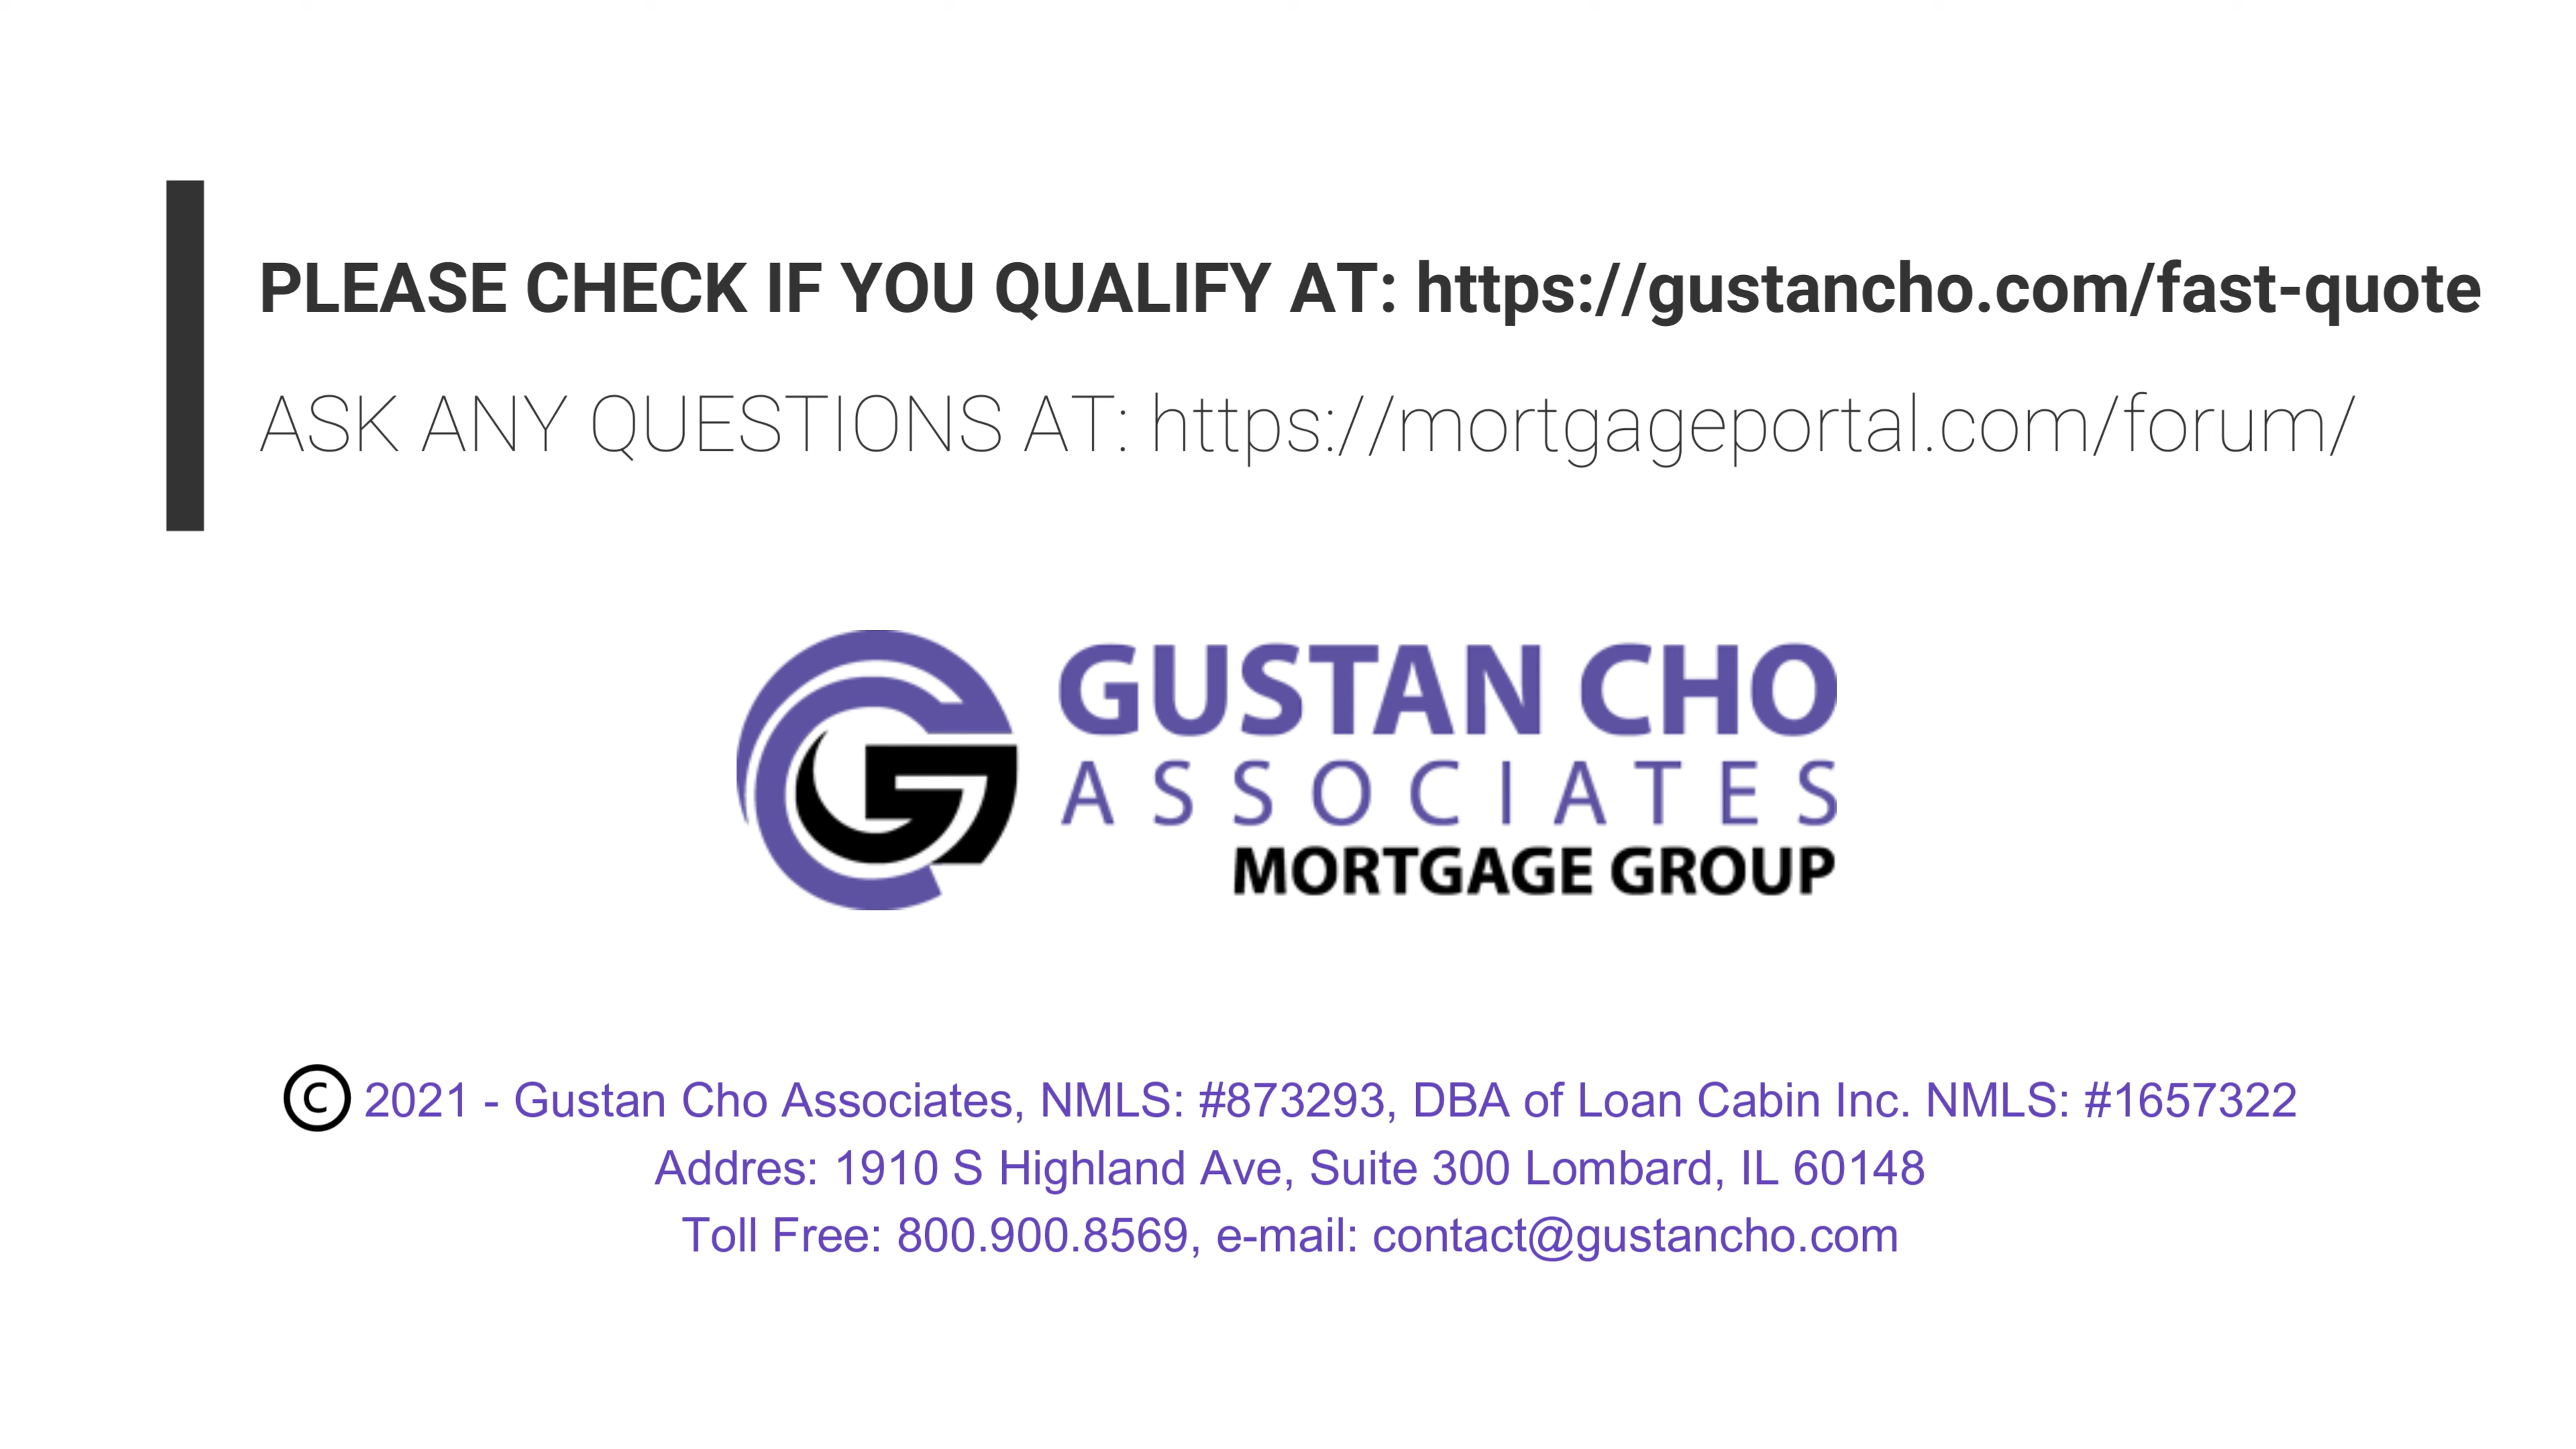 PLEASE CHECK IF YOU QUALIFY AT: https://gustancho.com/fast-quote
ASK ANY QUESTIONS AT: https://mortgageportal.com/forum/
GUSTAN CHO
ASSOCIATES
MORTGAGE GROUP
© 2021 - Gustan Cho Associates, NMLS: #873293, DBA of Loan Cabin Inc. NMLS: #1657322
Addres: 1910 S Highland Ave, Suite 300 Lombard, IL 60148
Toll Free: 800.900.8569, e-mail: contact@gustancho.com